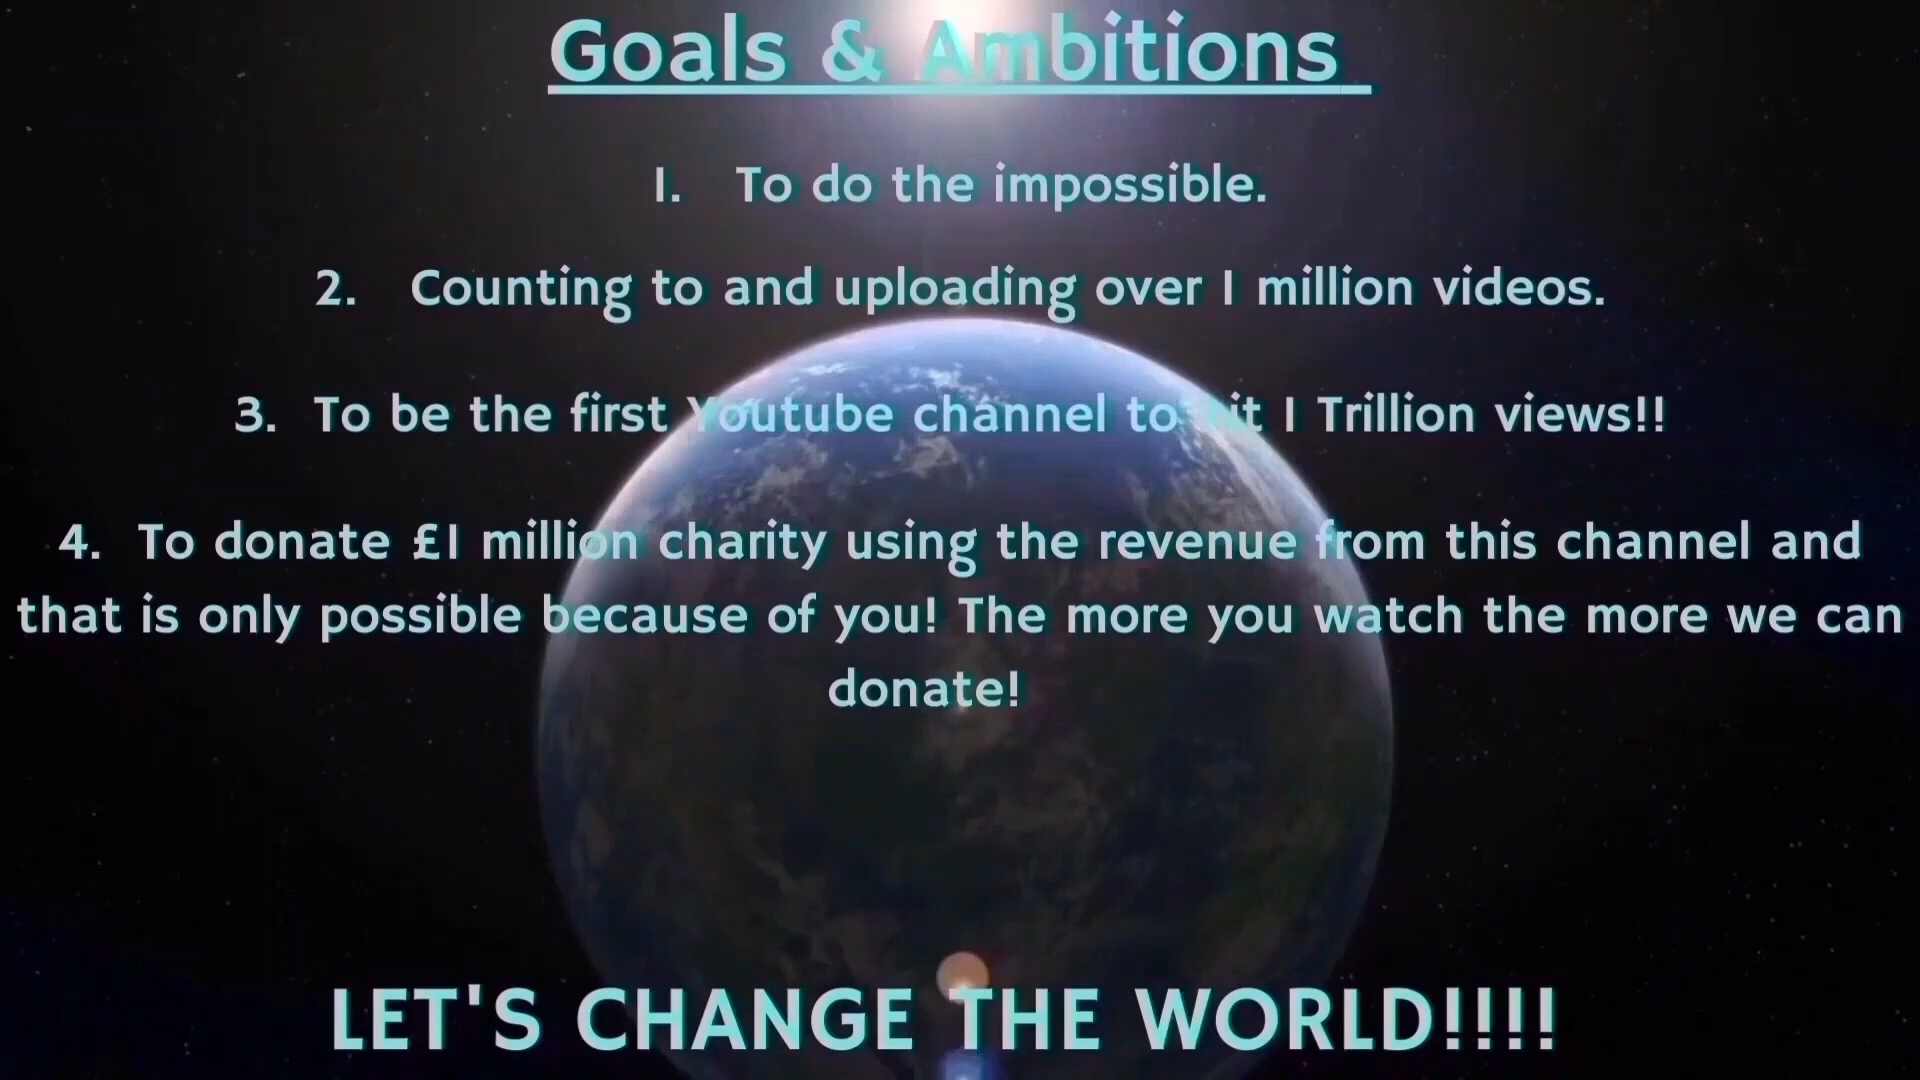 Goals & Ambitions
1. To do the impossible.
2. Counting to and uploading over 1 million videos.
3. To be the first Youtube channel to hit 1 Trillion views!!
4. To donate £1 million charity using the revenue from this channel and
that is only possible because of you! The more you watch the more we can
donate!
LET'S CHANGE THE WORLD!!!!